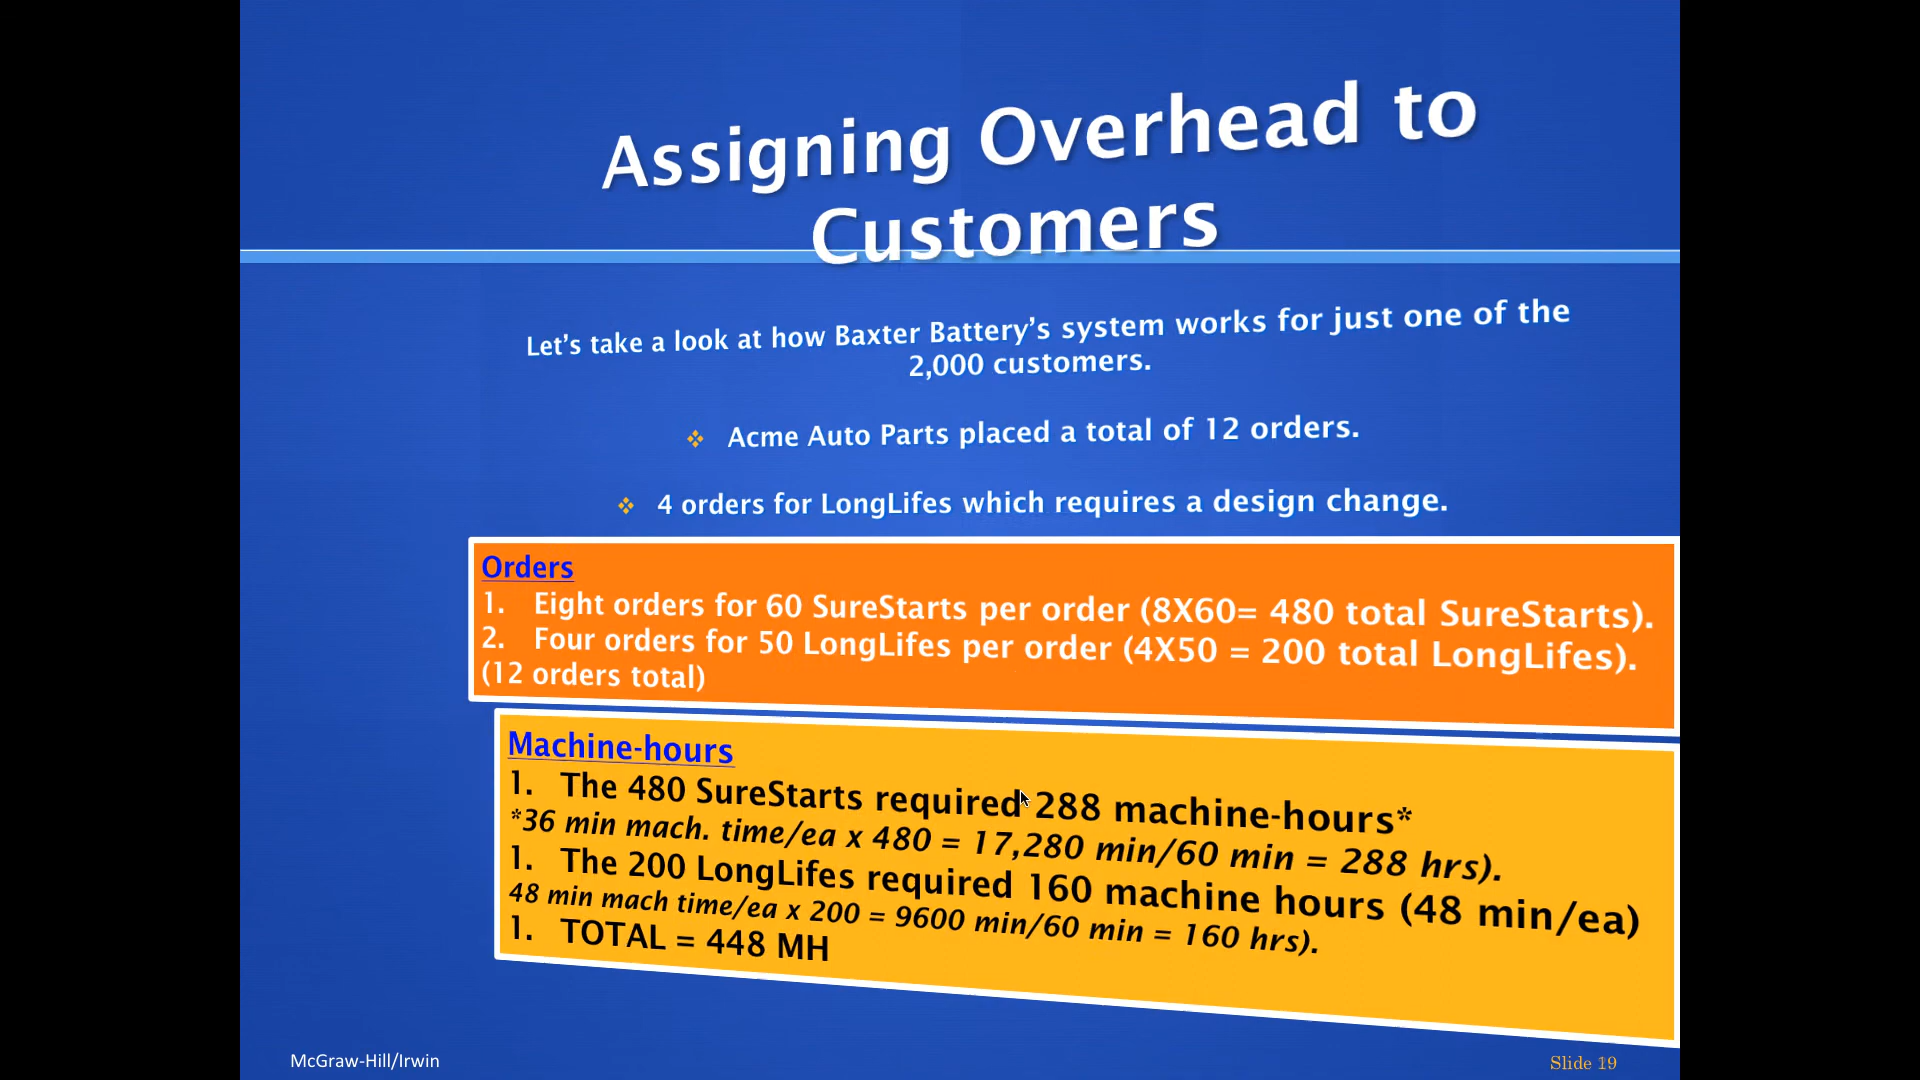 Assigning Overhead to
Customers
Let’s take a look at how Baxter Battery’s system works for just one of the
2,000 customers.
❖ Acme Auto Parts placed a total of 12 orders.
❖ 4 orders for LongLifes which requires a design change.
Orders
1. Eight orders for 60 SureStarts per order (8X60= 480 total SureStarts).
2. Four orders for 50 LongLifes per order (4X50 = 200 total LongLifes).
(12 orders total)
Machine-hours
1. The 480 SureStarts required 288 machine-hours*
*36 min mach. time/ea x 480 = 17,280 min/60 min = 288 hrs).
1. The 200 LongLifes required 160 machine hours (48 min/ea)
48 min mach time/ea x 200 = 9600 min/60 min = 160 hrs).
1. TOTAL = 448 MH
McGraw-Hill/Irwin
Slide 19